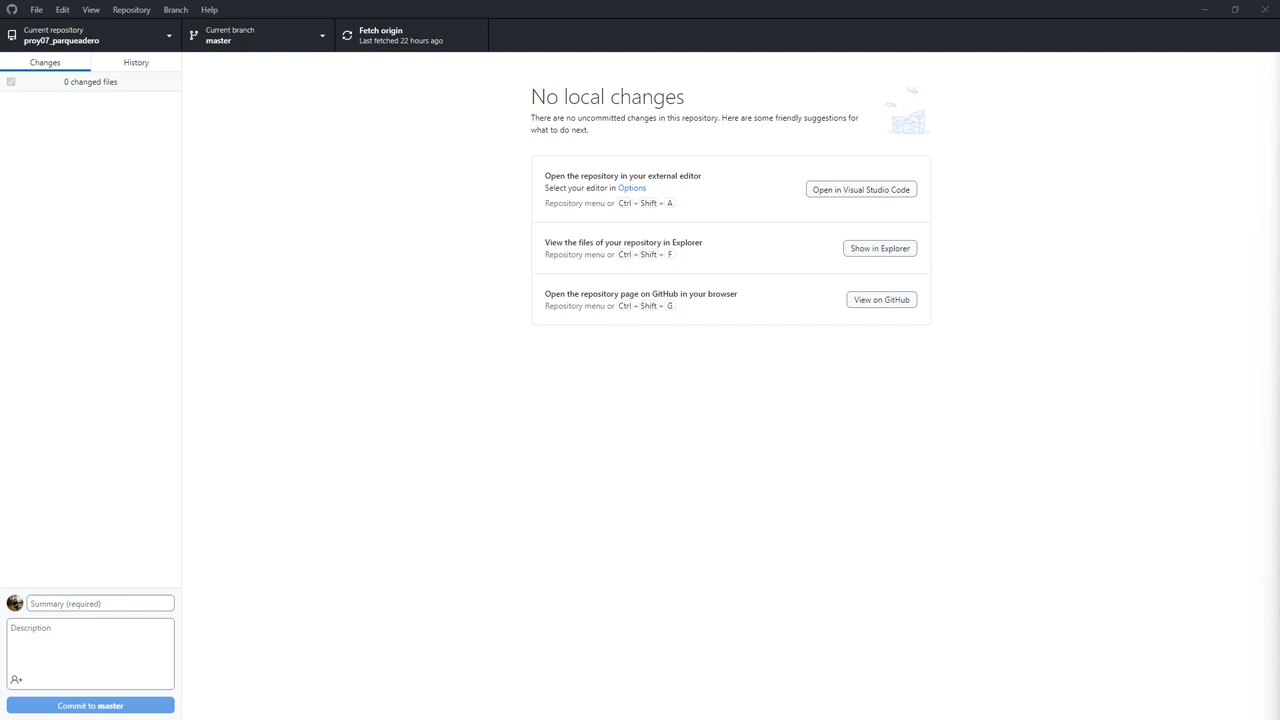 File Edit View Repository Branch Help
Current repository
proy07_parqueadero
Current branch
master
Fetch origin
Last fetched 22 hours ago
Changes History
0 changed files
No local changes
There are no uncommitted changes in this repository. Here are some friendly suggestions for
what to do next.
Open the repository in your external editor
Select your editor in Options
Repository menu or Ctrl + Shift + A
Open in Visual Studio Code
View the files of your repository in Explorer
Repository menu or Ctrl + Shift + F
Show in Explorer
Open the repository page on GitHub in your browser
Repository menu or Ctrl + Shift + G
View on GitHub
Summary (required)
Description
Commit to master